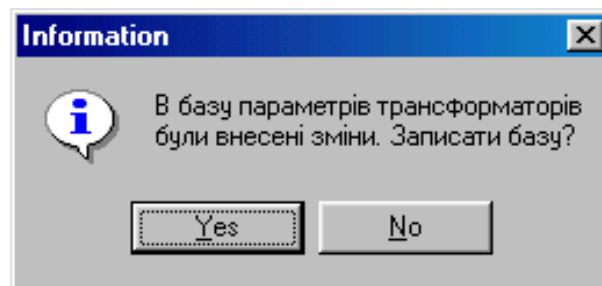 Information
В базу параметрів трансформаторів
були внесені зміни. Записати базу?
Yes No